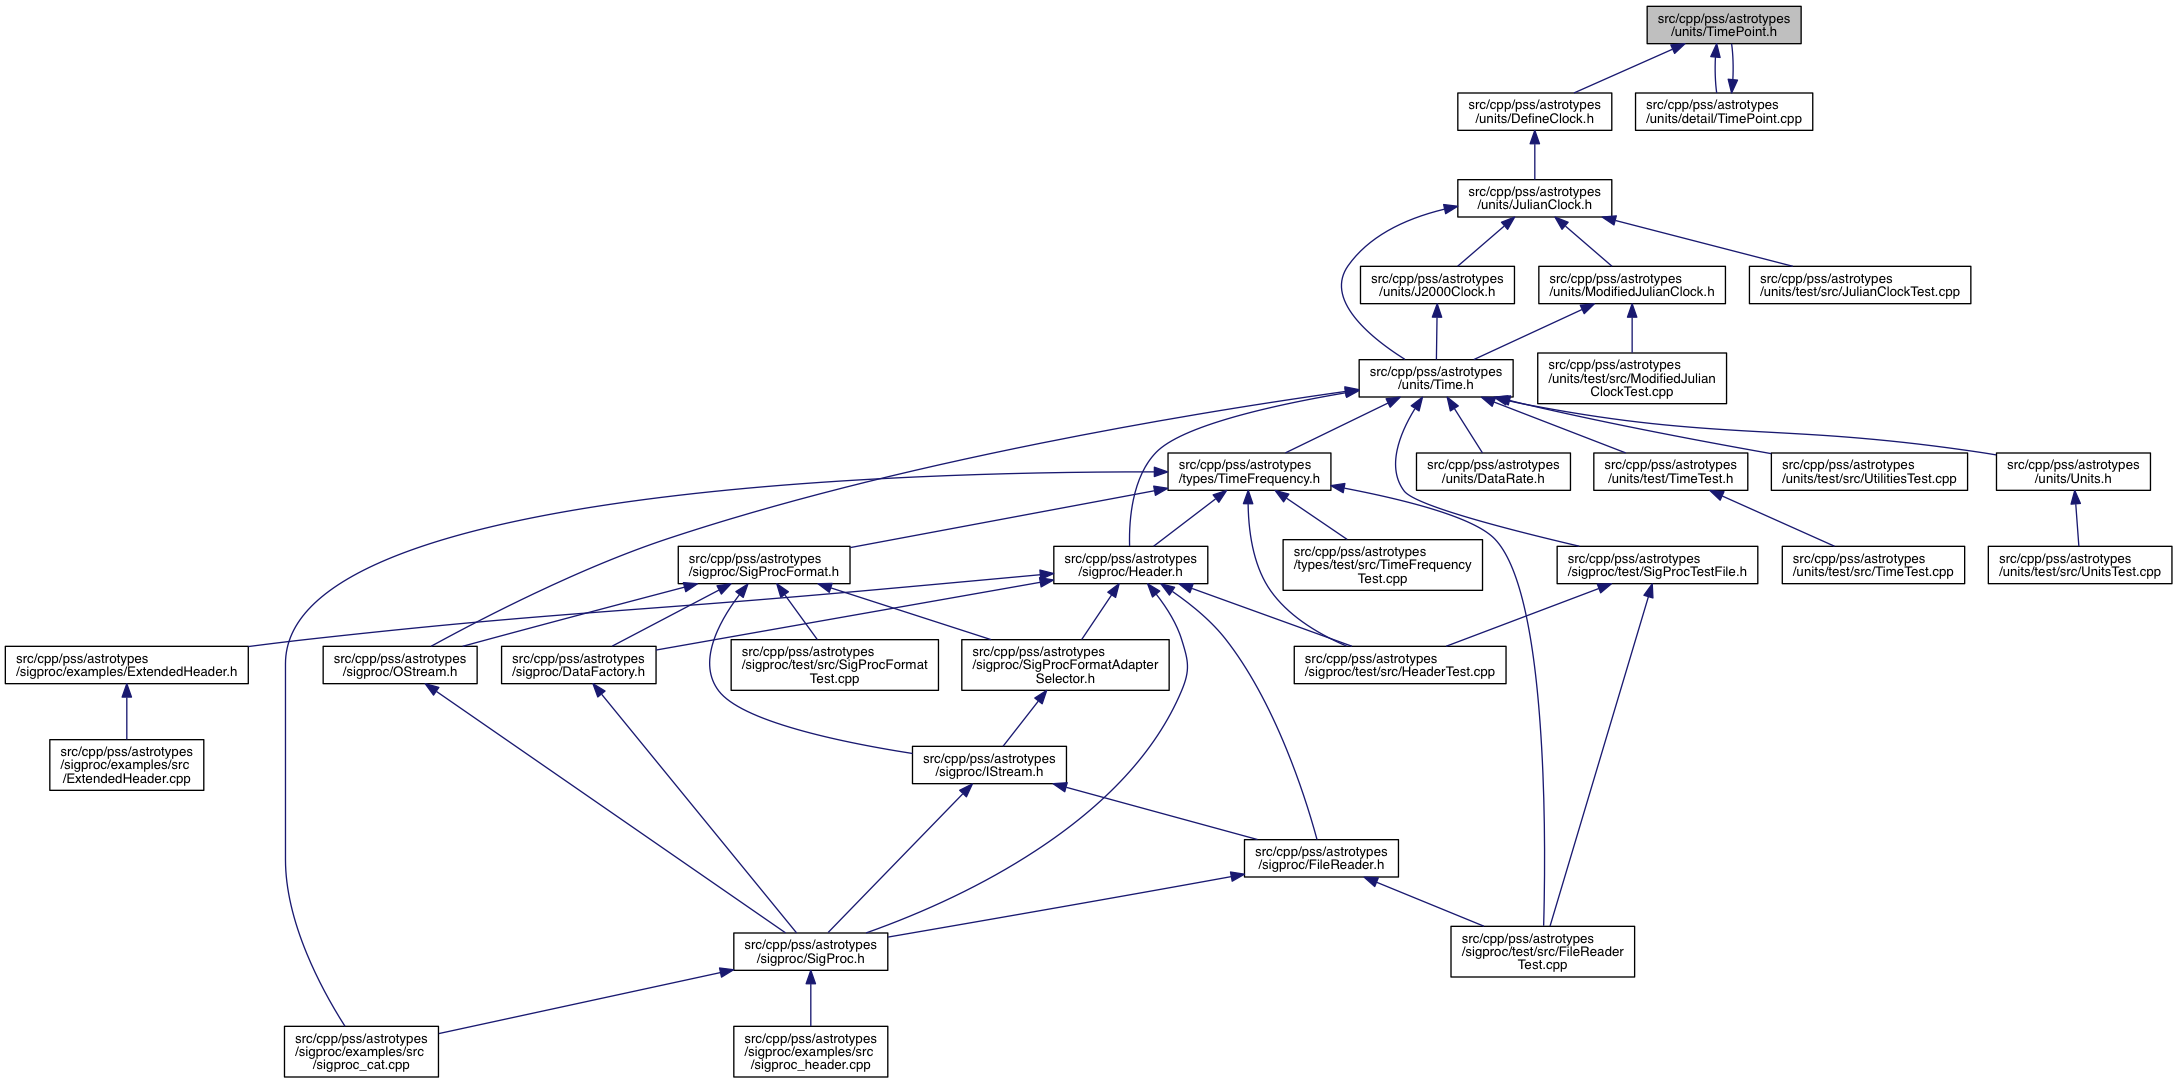 src/cpp/pss/astrotypes
/units/TimePoint.h
src/cpp/pss/astrotypes
/units/DefineClock.h
src/cpp/pss/astrotypes
/units/detail/TimePoint.cpp
src/cpp/pss/astrotypes
/units/JulianClock.h
src/cpp/pss/astrotypes
/units/J2000Clock.h
src/cpp/pss/astrotypes
/units/ModifiedJulianClock.h
src/cpp/pss/astrotypes
/units/test/src/JulianClockTest.cpp
src/cpp/pss/astrotypes
/units/Time.h
src/cpp/pss/astrotypes
/units/test/src/ModifiedJulian
ClockTest.cpp
src/cpp/pss/astrotypes
/types/TimeFrequency.h
src/cpp/pss/astrotypes
/units/DataRate.h
src/cpp/pss/astrotypes
/units/test/TimeTest.h
src/cpp/pss/astrotypes
/units/test/src/UtilitiesTest.cpp
src/cpp/pss/astrotypes
/units/Units.h
src/cpp/pss/astrotypes
/sigproc/SigProcFormat.h
src/cpp/pss/astrotypes
/sigproc/Header.h
src/cpp/pss/astrotypes
/types/test/src/TimeFrequency
Test.cpp
src/cpp/pss/astrotypes
/sigproc/test/SigProcTestFile.h
src/cpp/pss/astrotypes
/units/test/src/TimeTest.cpp
src/cpp/pss/astrotypes
/units/test/src/UnitsTest.cpp
src/cpp/pss/astrotypes
/sigproc/examples/ExtendedHeader.h
src/cpp/pss/astrotypes
/sigproc/OStream.h
src/cpp/pss/astrotypes
/sigproc/DataFactory.h
src/cpp/pss/astrotypes
/sigproc/test/src/SigProcFormat
Test.cpp
src/cpp/pss/astrotypes
/sigproc/SigProcFormatAdapter
Selector.h
src/cpp/pss/astrotypes
/sigproc/test/src/HeaderTest.cpp
src/cpp/pss/astrotypes
/sigproc/examples/src
/ExtendedHeader.cpp
src/cpp/pss/astrotypes
/sigproc/IStream.h
src/cpp/pss/astrotypes
/sigproc/FileReader.h
src/cpp/pss/astrotypes
/sigproc/SigProc.h
src/cpp/pss/astrotypes
/sigproc/test/src/FileReader
Test.cpp
src/cpp/pss/astrotypes
/sigproc/examples/src
/sigproc_cat.cpp
src/cpp/pss/astrotypes
/sigproc/examples/src
/sigproc_header.cpp